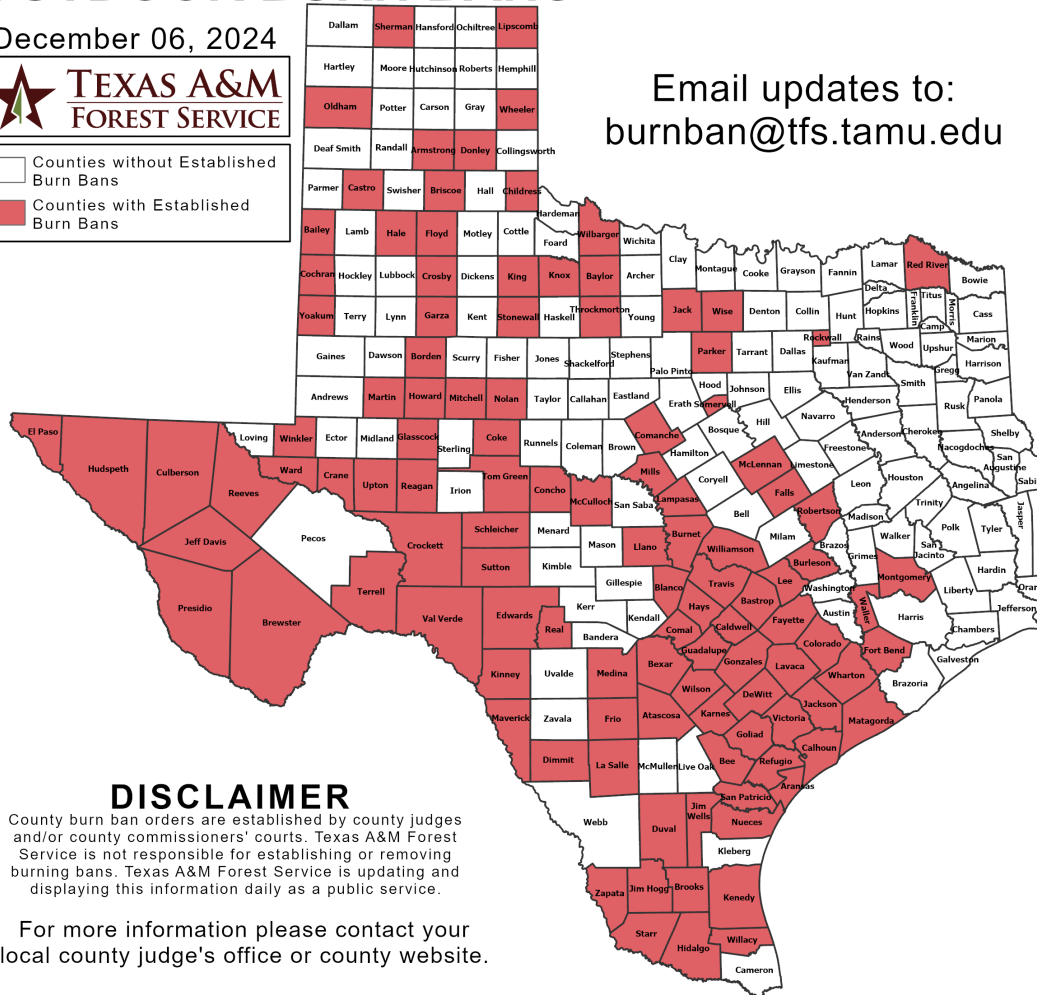 December 06, 2024
TEXAS A&M
FOREST SERVICE
Counties without Established
Burn Bans
Counties with Established
Burn Bans
Email updates to:
burnban@tfs.tamu.edu
Dallam Sherman Hansford Ochiltree Lipscomb
Hartley Moore Hutchinson Roberts Hemphill
Oldham Potter Carson Gray Wheeler
Deaf Smith Randall Armstrong Donley Collingsworth
Parmer Castro Swisher Briscoe Hall Childress
Hardeman
Bailey Lamb Hale Floyd Motley Cottle Foard Wilbarger Wichita
Clay Montague Cooke Grayson Fannin Lamar Red River Bowie
Cochran Hockley Lubbock Crosby Dickens King Knox Baylor Archer
Delta Franklin Titus Morris Cass
Yoakum Terry Lynn Garza Kent Stonewall Haskell Throckmorton Young Jack Wise Denton Collin Hunt Hopkins
Camp
Rockwall Rains Wood Upshur Marion
Gaines Dawson Borden Scurry Fisher Jones Shackelford Stephens Palo Pinto Parker Tarrant Dallas Kaufman Van Zandt Gregg Harrison
Smith
Andrews Martin Howard Mitchell Nolan Taylor Callahan Eastland Erath Hood Somervell Johnson Ellis Henderson Rusk Panola
Navarro
El Paso Loving Winkler Ector Midland Glasscock Sterling Coke Runnels Coleman Brown Comanche Hamilton Bosque Hill Freestone Anderson Cherokee Nacogdoches Shelby
San
Augustine
Hudspeth Culberson Reeves Ward Crane Upton Reagan Irion Tom Green Concho McCulloch San Saba Mills Lampasas Coryell McLennan Limestone Falls Leon Houston Angelina
Robertson Madison Trinity Jasper
Jeff Davis Pecos Crockett Schleicher Menard Mason Llano Burnet Bell Milam Brazos Grimes Walker San
Jacinto
Polk Tyler
Sutton Kimble Williamson Burleson Montgomery Hardin
Presidio Brewster Terrell Val Verde Edwards Gillespie Blanco Travis Lee Washington Liberty
Kerr Kendall Hays Bastrop Fayette Austin Waller Harris Jefferson
Real Bandera Comal Caldwell Colorado Chambers
Guadalupe Fort Bend Galveston
Kinney Uvalde Medina Bexar Gonzales Lavaca Wharton Brazoria
Wilson DeWitt Jackson
Maverick Zavala Frio Atascosa Karnes Victoria Matagorda
Goliad Calhoun
Dimmit La Salle McMullen Live Oak Bee Refugio
Aransas
San Patricio
Webb Duval Jim
Wells
Nueces
Kleberg
Zapata Jim Hogg Brooks Kenedy
Starr Hidalgo Willacy
Cameron
DISCLAIMER
County burn ban orders are established by county judges
and/or county commissioners' courts. Texas A&M Forest
Service is not responsible for establishing or removing
burning bans. Texas A&M Forest Service is updating and
displaying this information daily as a public service.
For more information please contact your
local county judge's office or county website.